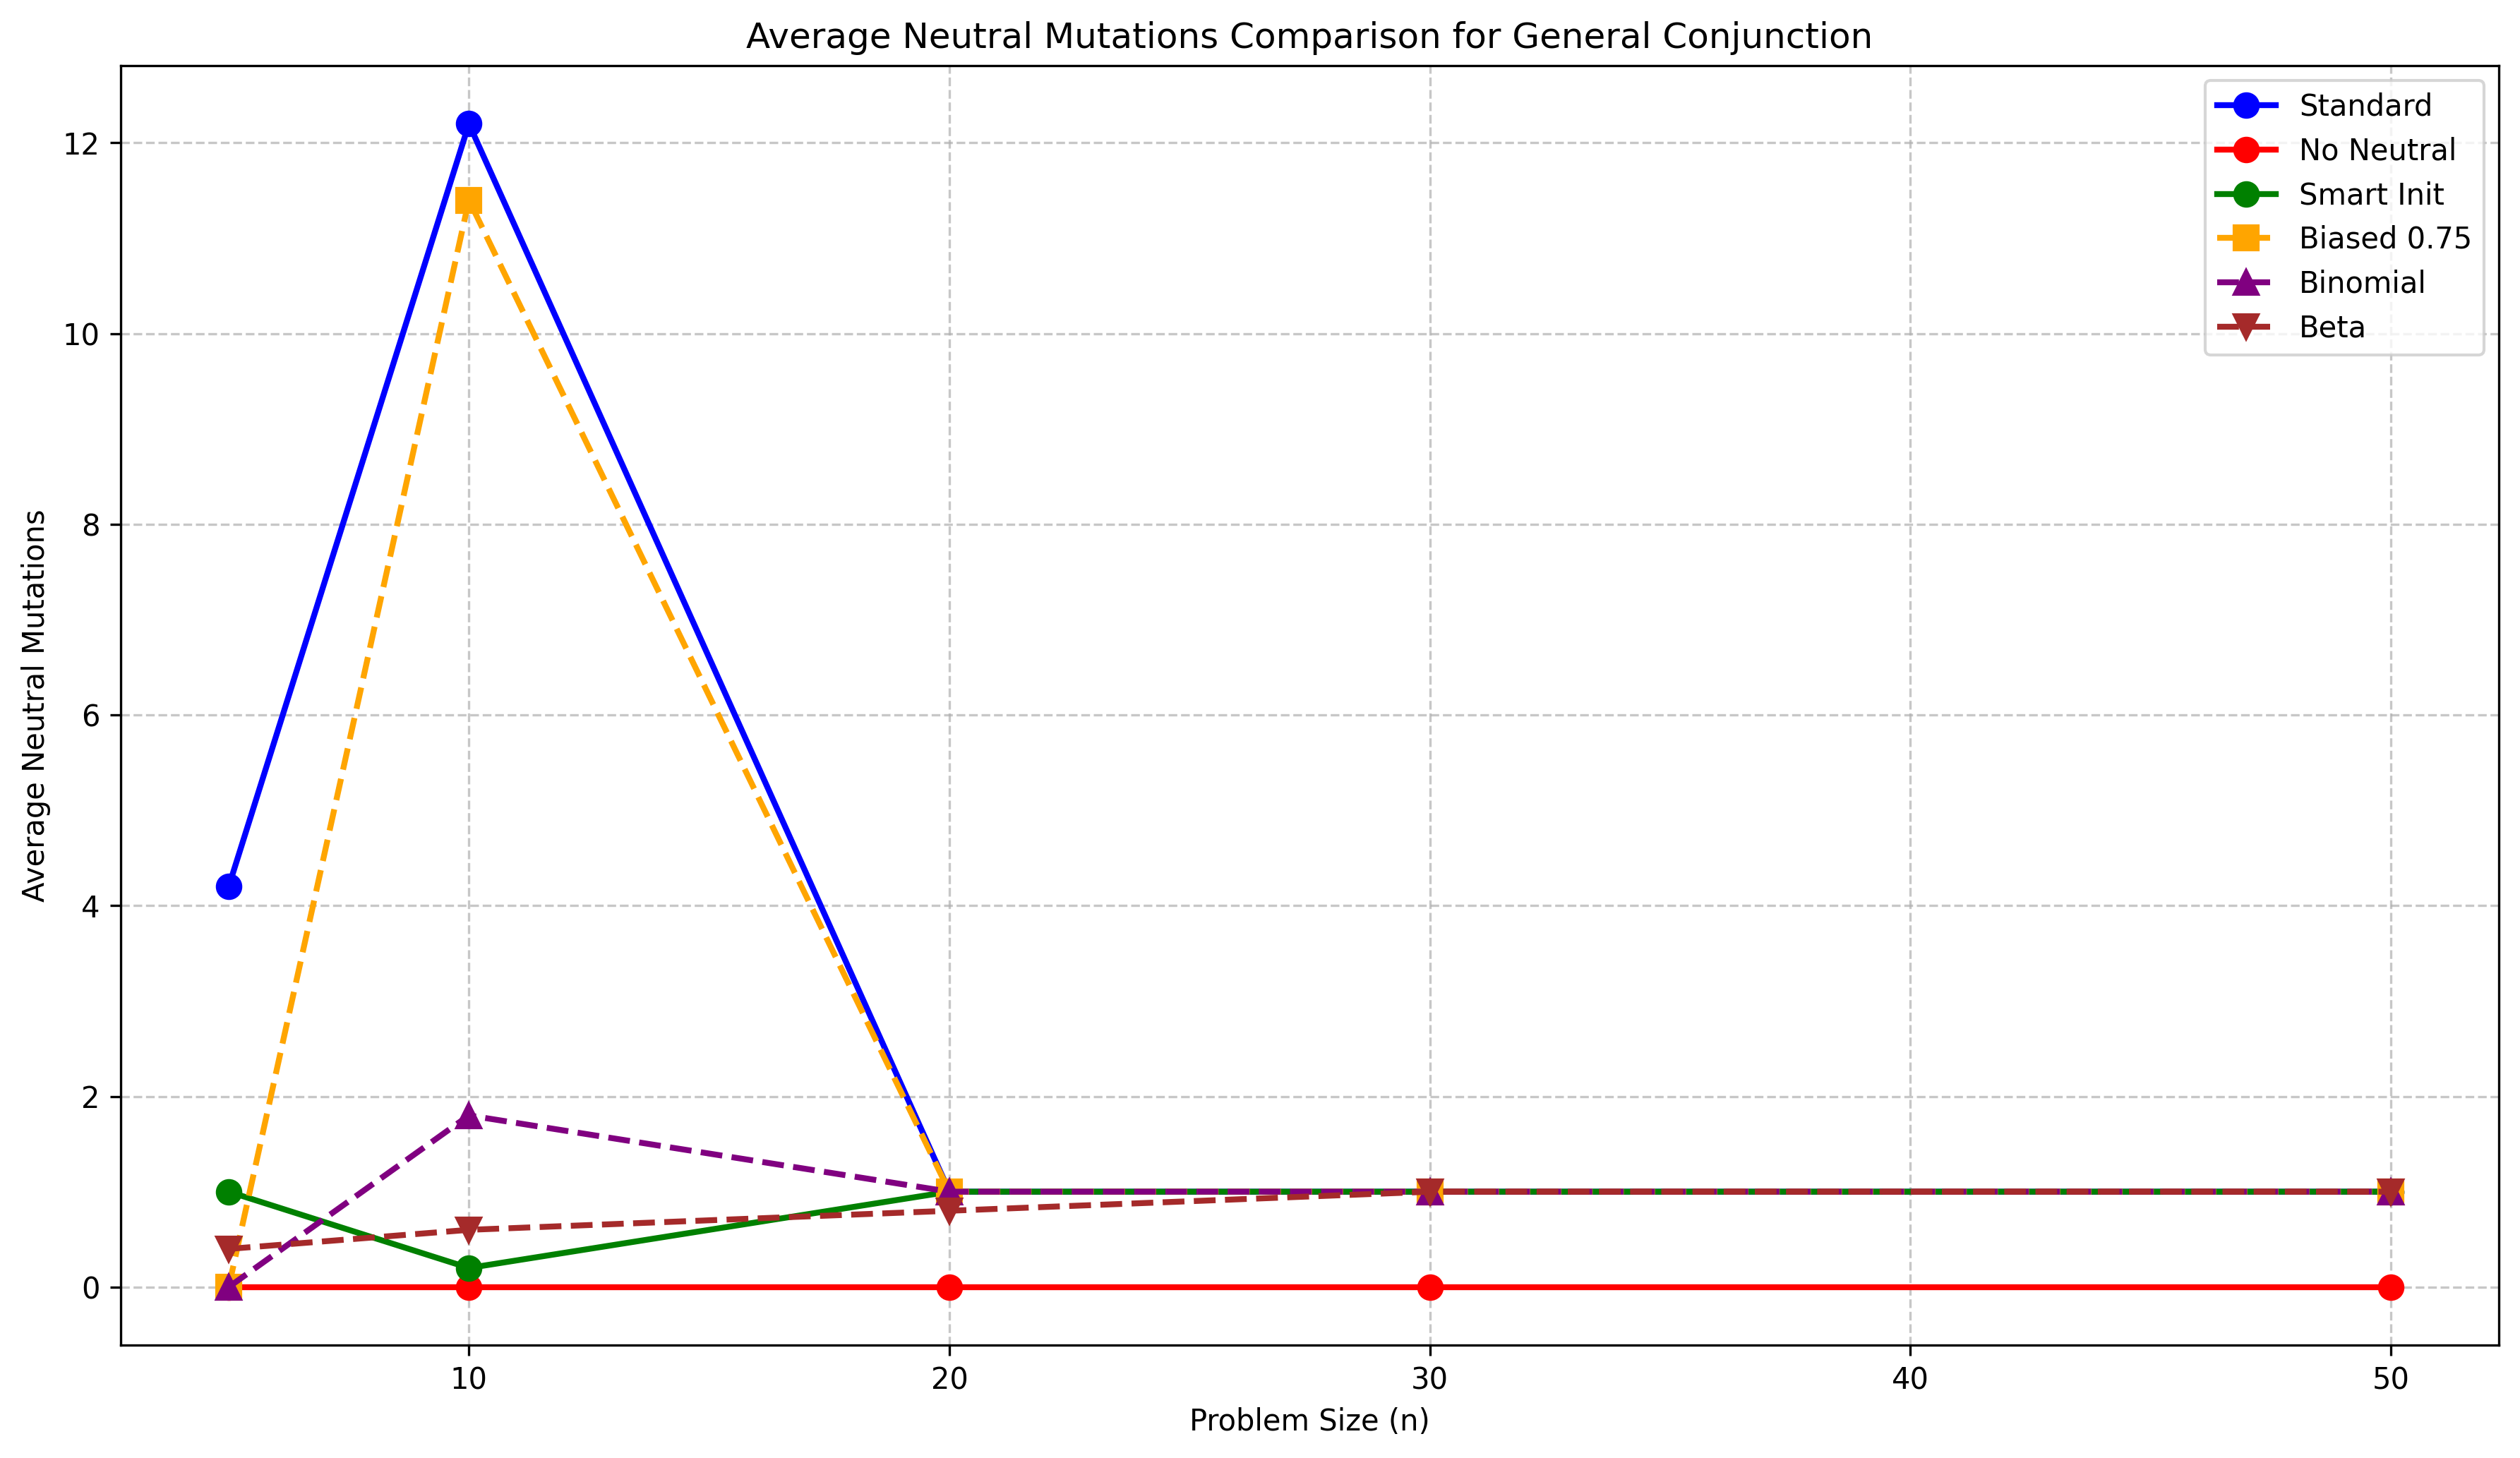 Average Neutral Mutations Comparison for General Conjunction
Standard
No Neutral
Smart Init
Biased 0.75
Binomial
Beta
Average Neutral Mutations
12
10
8
6
4
2
0
10 20 30 40 50
Problem Size (n)